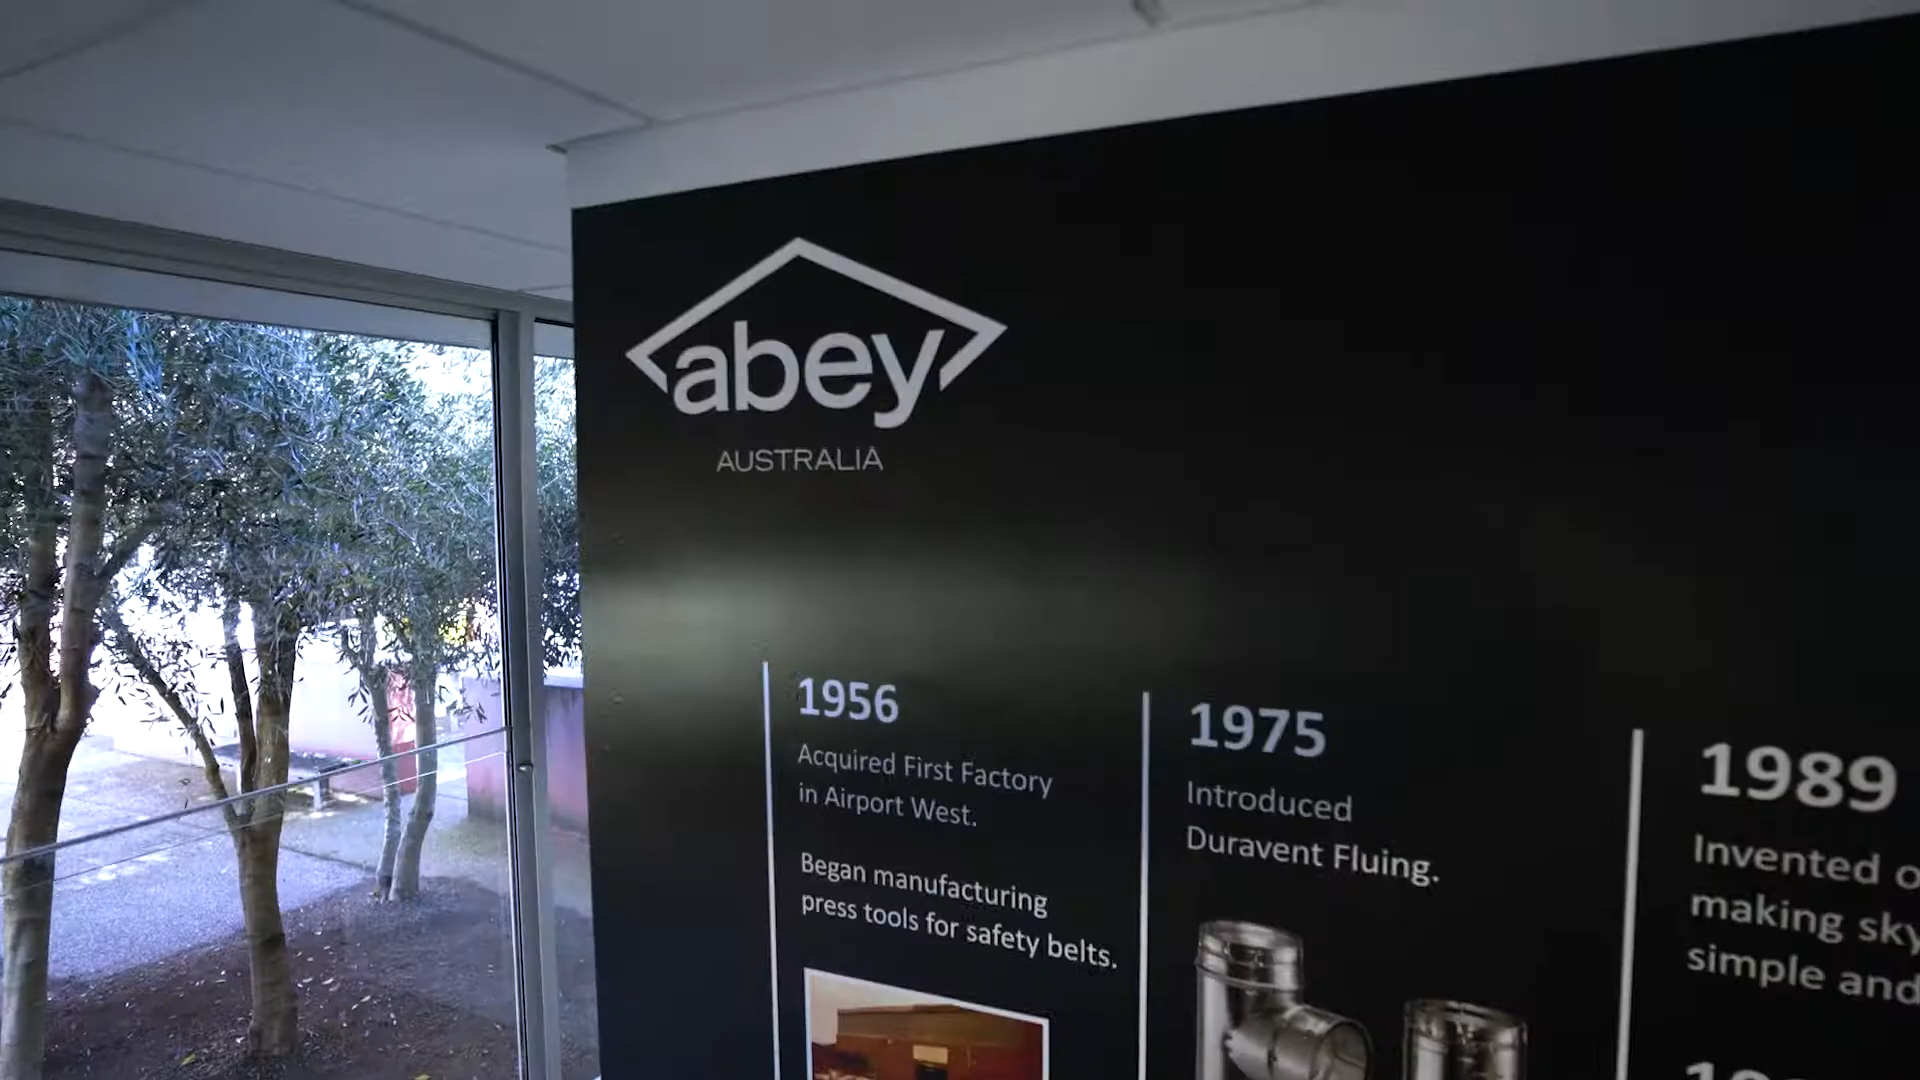 abey
AUSTRALIA
1956
Acquired First Factory
in Airport West.
Began manufacturing
press tools for safety belts.
1975
Introduced
Duravent Fluing.
1989
Invented
making
simple and